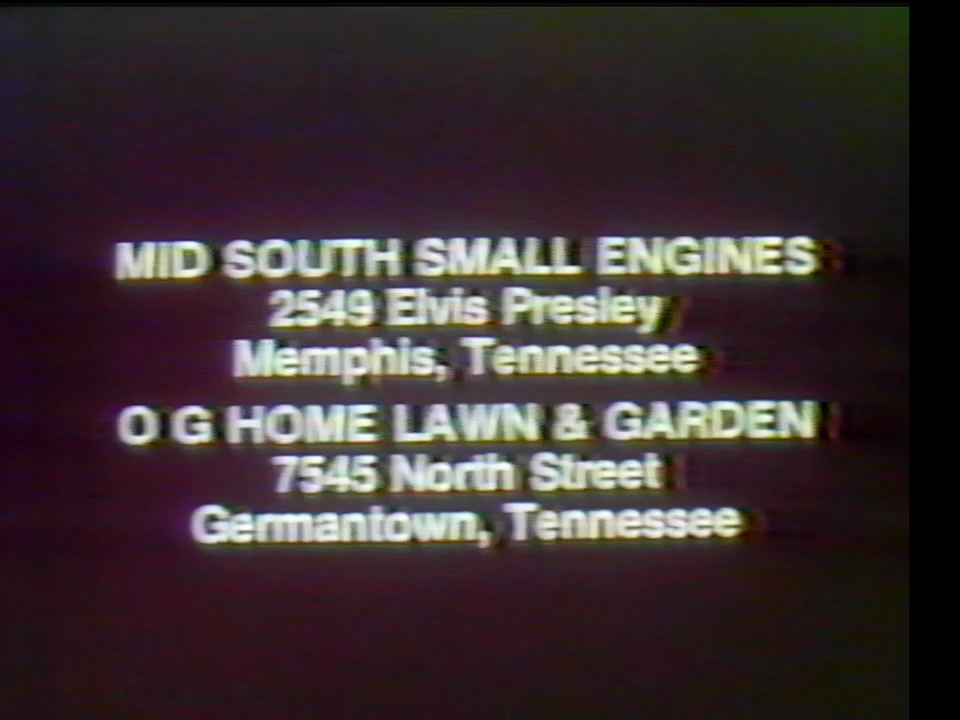 MID SOUTH SMALL ENGINES
2549 Elvis Presley
Memphis, Tennessee
O G HOME LAWN & GARDEN
7545 North Street
Germantown, Tennessee